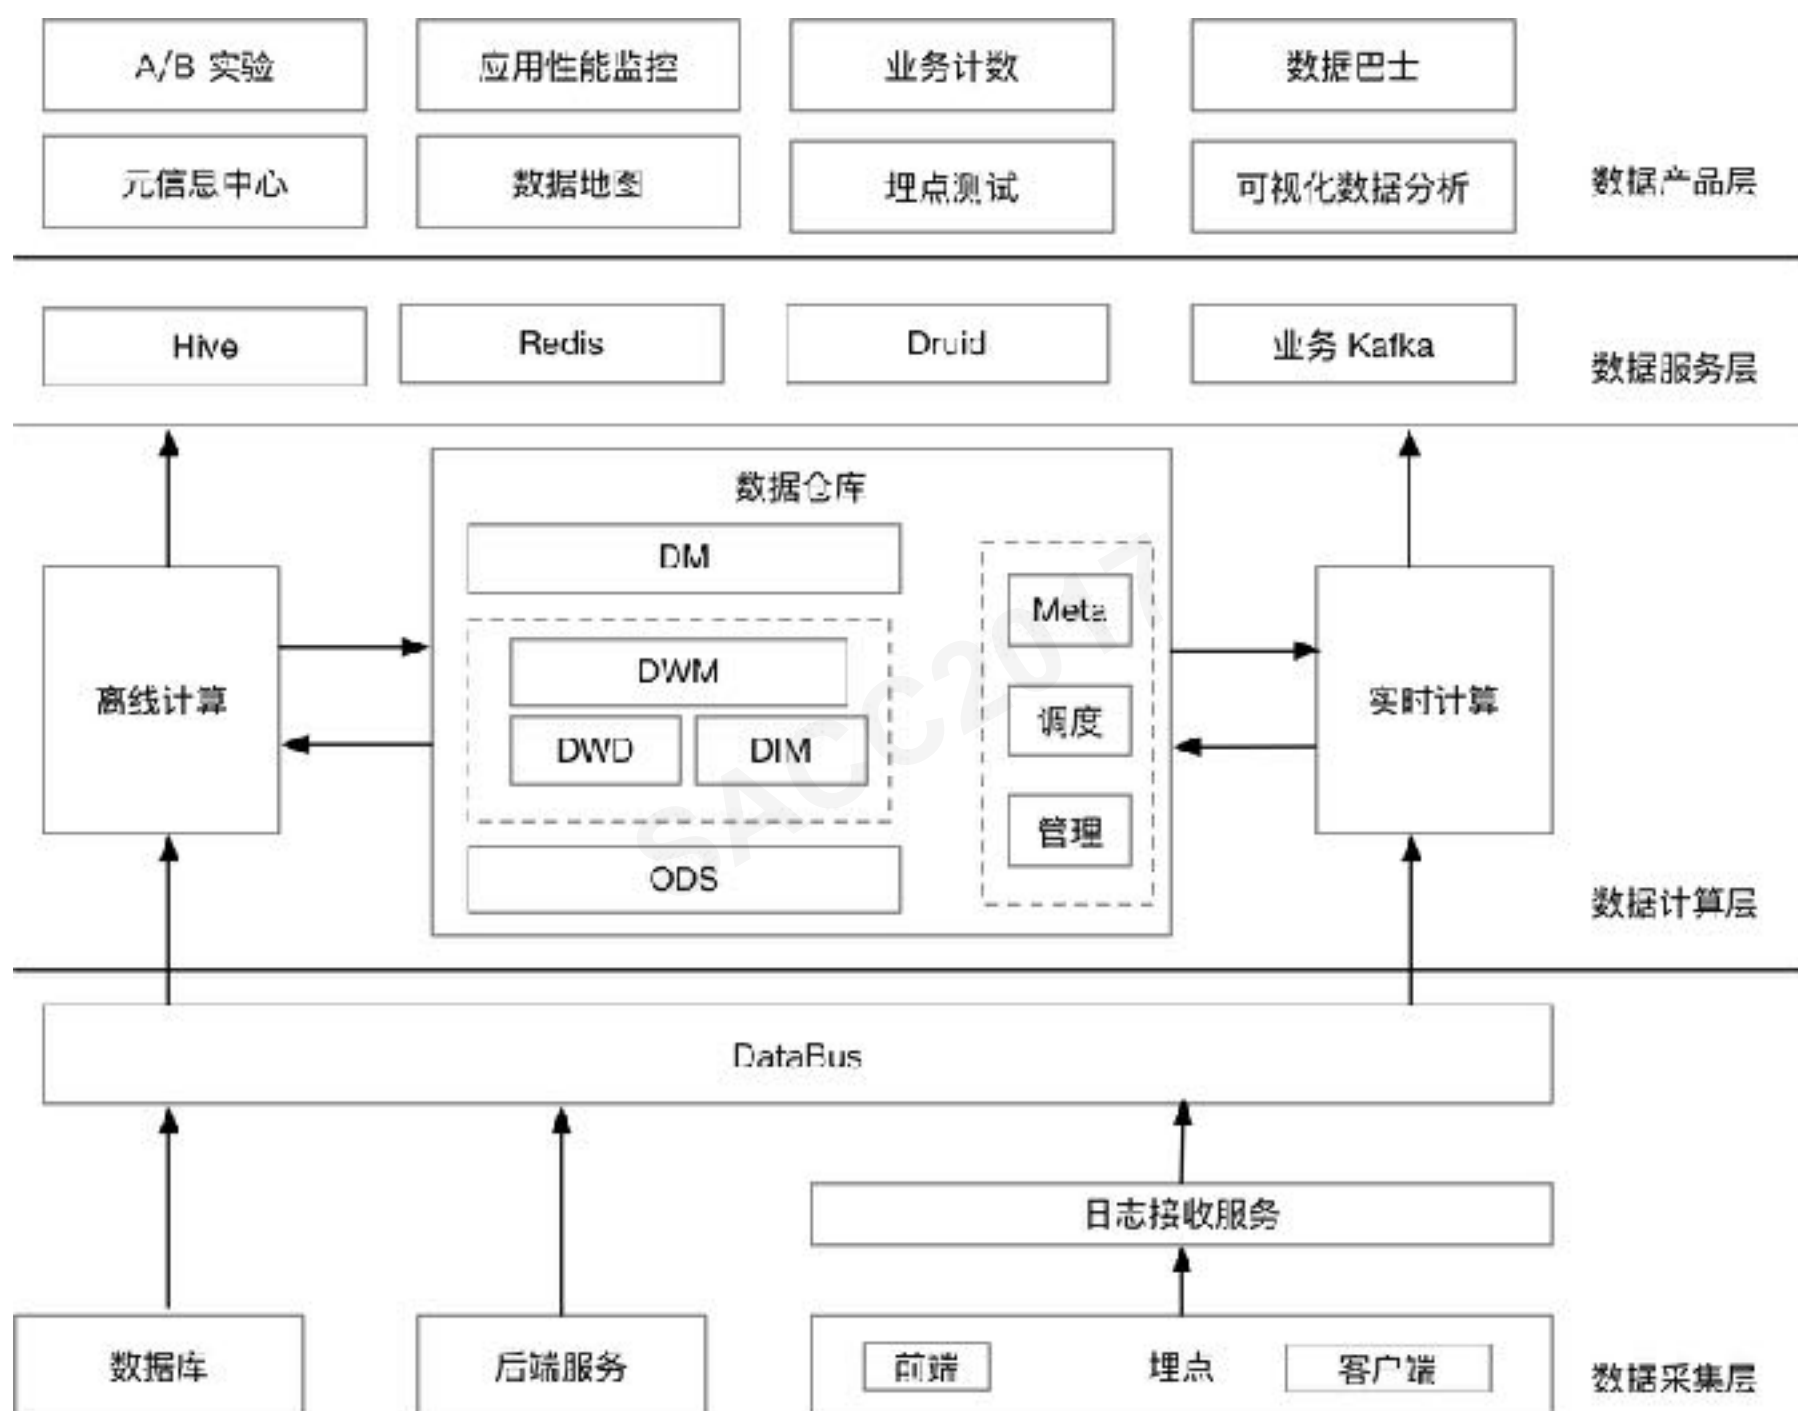 A/B 实验
应用性能监控
业务计数
数据巴士
元信息中心
数据地图
埋点测试
可视化数据分析
数据产品层
Hive
Redis
Druid
业务 Kafka
数据服务层
数据仓库
DM
Meta
DWM
离线计算
调度
实时计算
DWD
DIM
管理
ODS
数据计算层
SACC2017
DataBus
日志接收服务
数据库
后端服务
前端
埋点
客户端
数据采集层